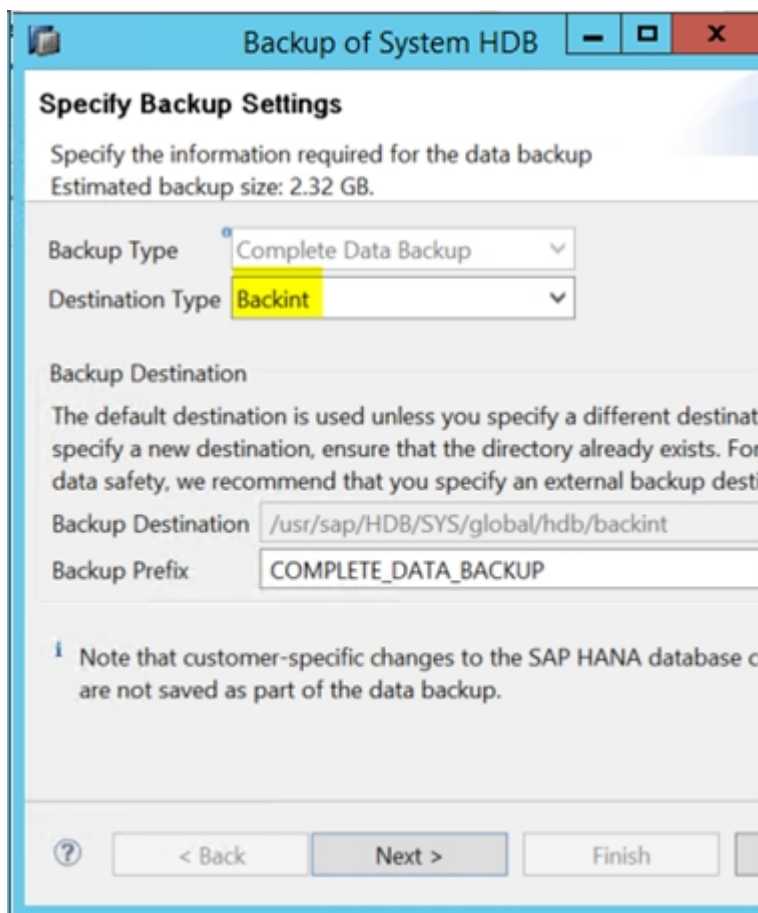 Backup of System HDB
Specify Backup Settings
Specify the information required for the data backup
Estimated backup size: 2.32 GB.
Backup Type Complete Data Backup
Destination Type Backint
Backup Destination
The default destination is used unless you specify a different destinat
specify a new destination, ensure that the directory already exists. For
data safety, we recommend that you specify an external backup desti
Backup Destination /usr/sap/HDB/SYS/global/hdb/backint
Backup Prefix COMPLETE_DATA_BACKUP
i Note that customer-specific changes to the SAP HANA database c
are not saved as part of the data backup.
? < Back Next > Finish